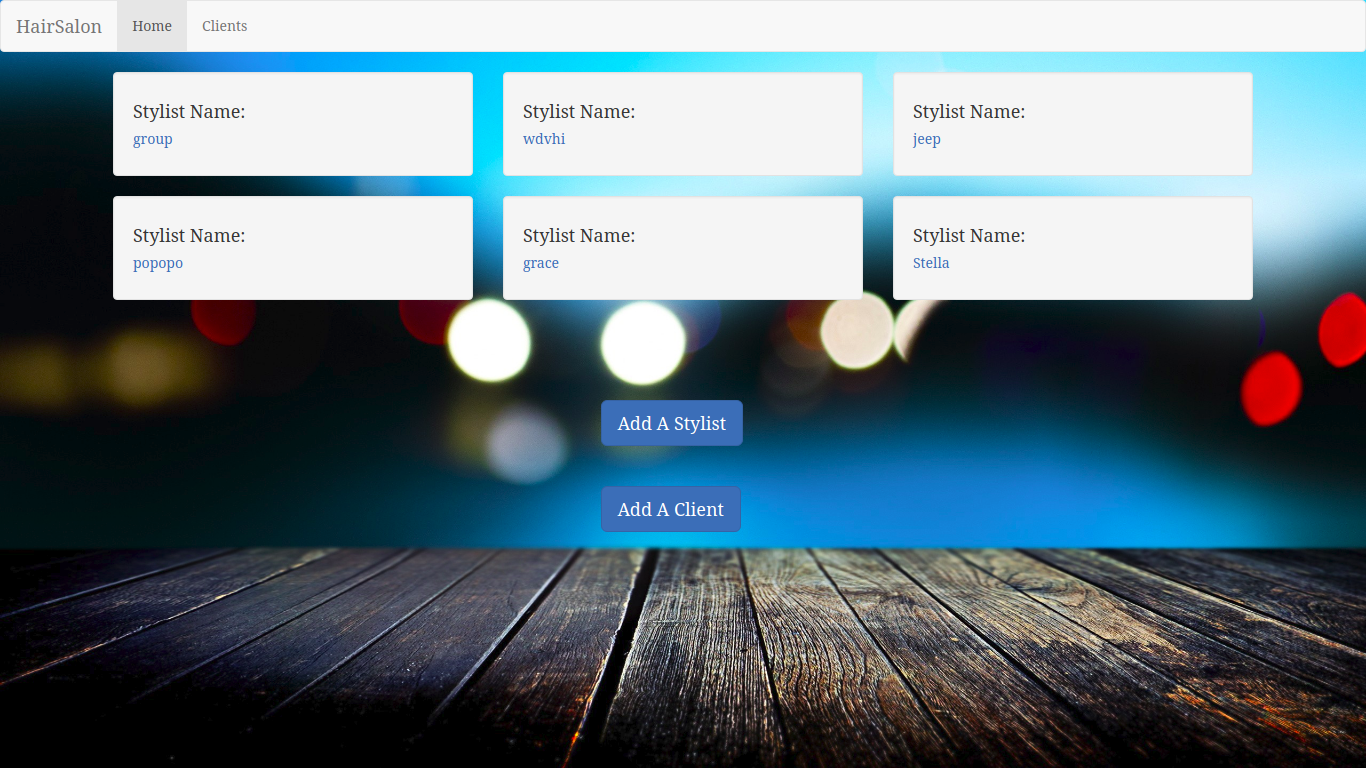 HairSalon Home Clients
Stylist Name: Stylist Name: Stylist Name:
group wdvhi jeep
Stylist Name: Stylist Name: Stylist Name:
popopo grace Stella
Add A Stylist
Add A Client